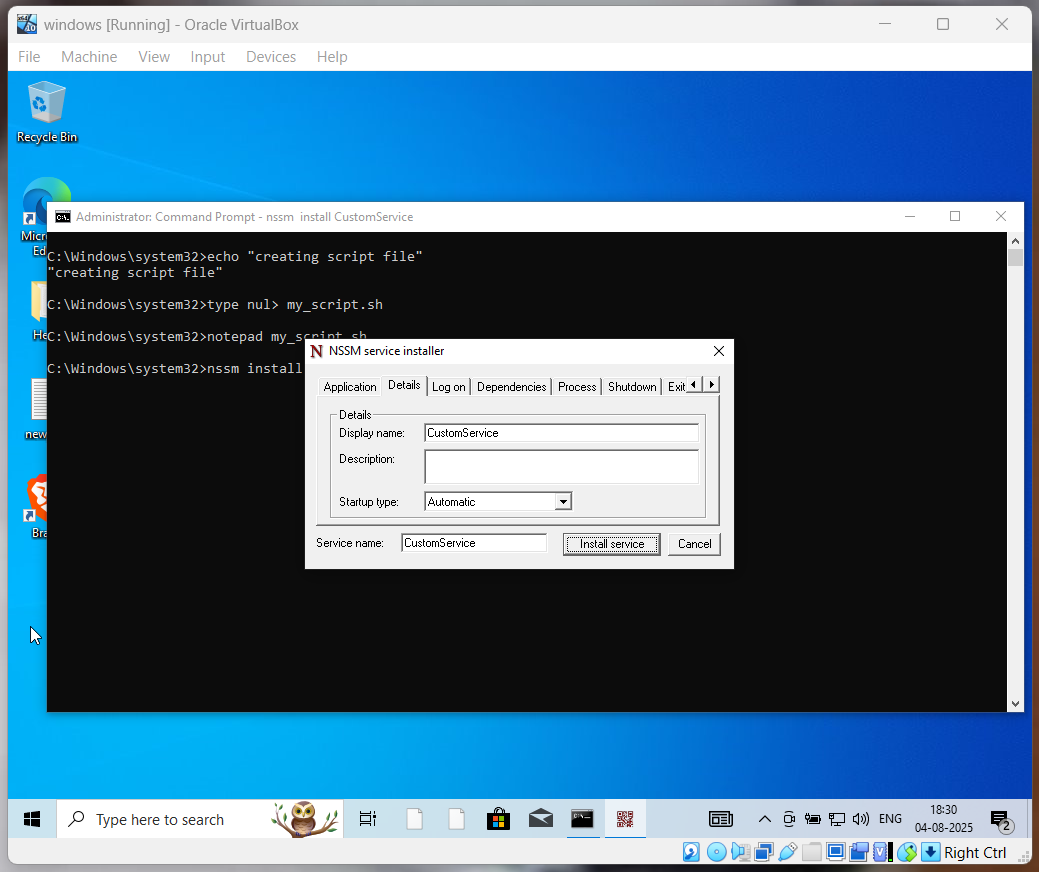 windows [Running] - Oracle VirtualBox
File Machine View Input Devices Help
Recycle Bin
Micr
Ed
He
new
Bra
Administrator: Command Prompt - nssm  install CustomService
C:\Windows\system32>echo "creating script file"
"creating script file"
C:\Windows\system32>type nul> my_script.sh
C:\Windows\system32>notepad my_script.sh
C:\Windows\system32>nssm install
NSSM service installer
Application Details Log on Dependencies Process Shutdown Exit
Details
Display name: CustomService
Description:
Startup type: Automatic
Service name: CustomService Install service Cancel
Type here to search
ENG
18:30
04-08-2025
2
Right Ctrl